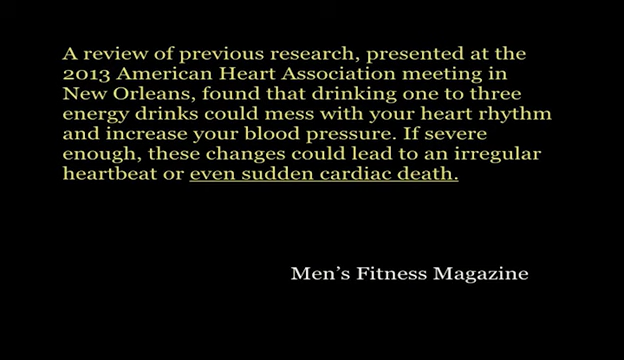 A review of previous research, presented at the
2013 American Heart Association meeting in
New Orleans, found that drinking one to three
energy drinks could mess with your heart rhythm
and increase your blood pressure. If severe
enough, these changes could lead to an irregular
heartbeat or even sudden cardiac death.
Men's Fitness Magazine